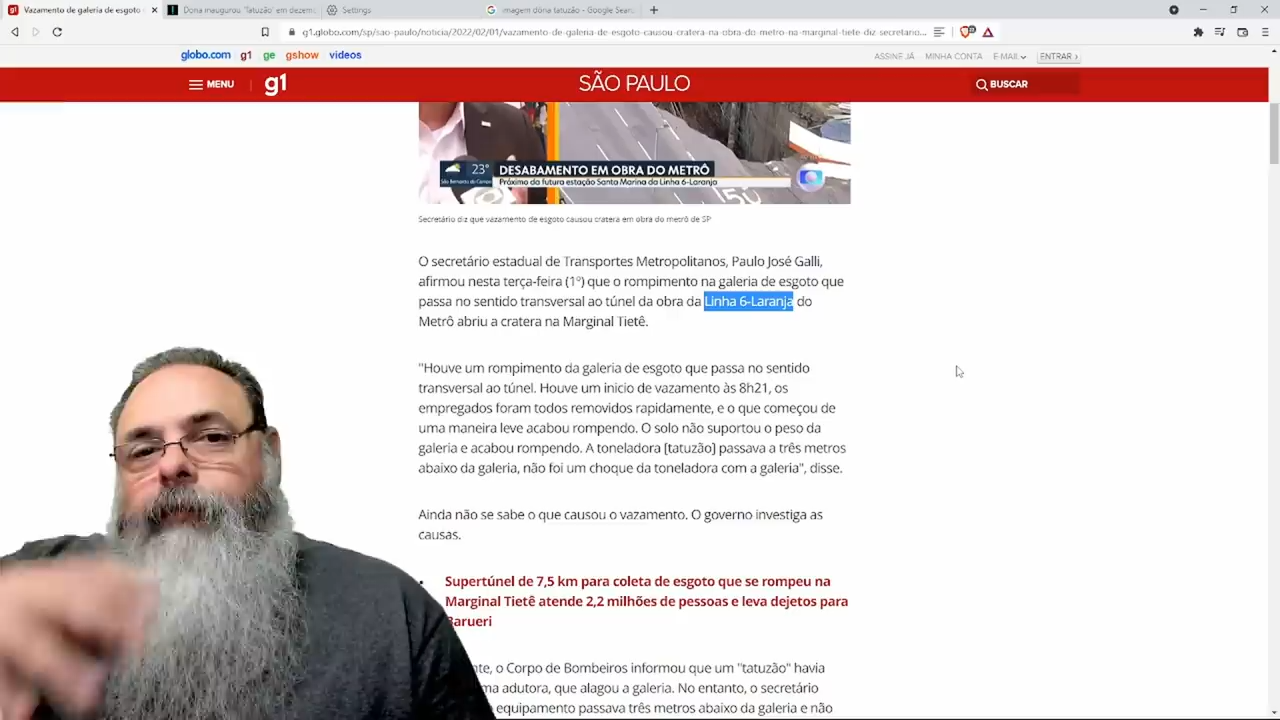 Vazamento de galeria de esgoto
Doria inaugurou 'Tatuzão' em dezem
Settings
imagem dória tatuzão - Google Sear
g1.globo.com/sp/sao-paulo/noticia/2022/02/01/vazamento-de-galeria-de-esgoto-causou-cratera-na-obra-do-metro-na-marginal-tiete-diz-secretario...
globo.com g1 ge gshow vídeos
ASSINE JÁ MINHA CONTA E-MAIL ENTRAR ›
MENU g1 SÃO PAULO BUSCAR
23° DESABAMENTO EM OBRA DO METRÔ
São Bernardo do Campo Próximo da futura estação Santa Marina da Linha 6-Laranja
150
Secretário diz que vazamento de esgoto causou cratera em obra do metrô de SP
O secretário estadual de Transportes Metropolitanos, Paulo José Galli,
afirmou nesta terça-feira (1º) que o rompimento na galeria de esgoto que
passa no sentido transversal ao túnel da obra da Linha 6-Laranja do
Metrô abriu a cratera na Marginal Tietê.
"Houve um rompimento da galeria de esgoto que passa no sentido
transversal ao túnel. Houve um inicio de vazamento às 8h21, os
empregados foram todos removidos rapidamente, e o que começou de
uma maneira leve acabou rompendo. O solo não suportou o peso da
galeria e acabou rompendo. A toneladora [tatuzão] passava a três metros
abaixo da galeria, não foi um choque da toneladora com a galeria", disse.
Ainda não se sabe o que causou o vazamento. O governo investiga as
causas.
Supertúnel de 7,5 km para coleta de esgoto que se rompeu na
Marginal Tietê atende 2,2 milhões de pessoas e leva dejetos para
Barueri
nte, o Corpo de Bombeiros informou que um "tatuzão" havia
ma adutora, que alagou a galeria. No entanto, o secretário
equipamento passava três metros abaixo da galeria e não